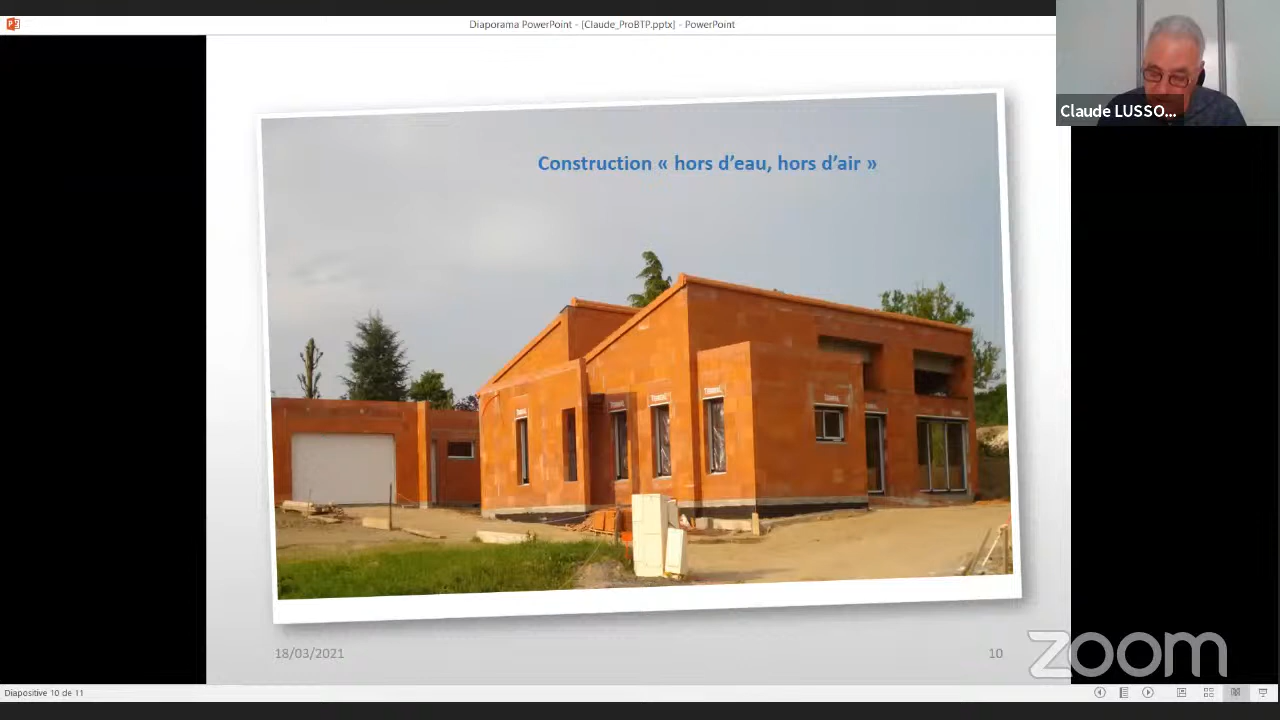 Diaporama PowerPoint - [Claude_ProBTP.pptx] - PowerPoint
Claude LUSSO...
Construction « hors d’eau, hors d’air »
18/03/2021
10
zoom
Diapositive 10 de 11